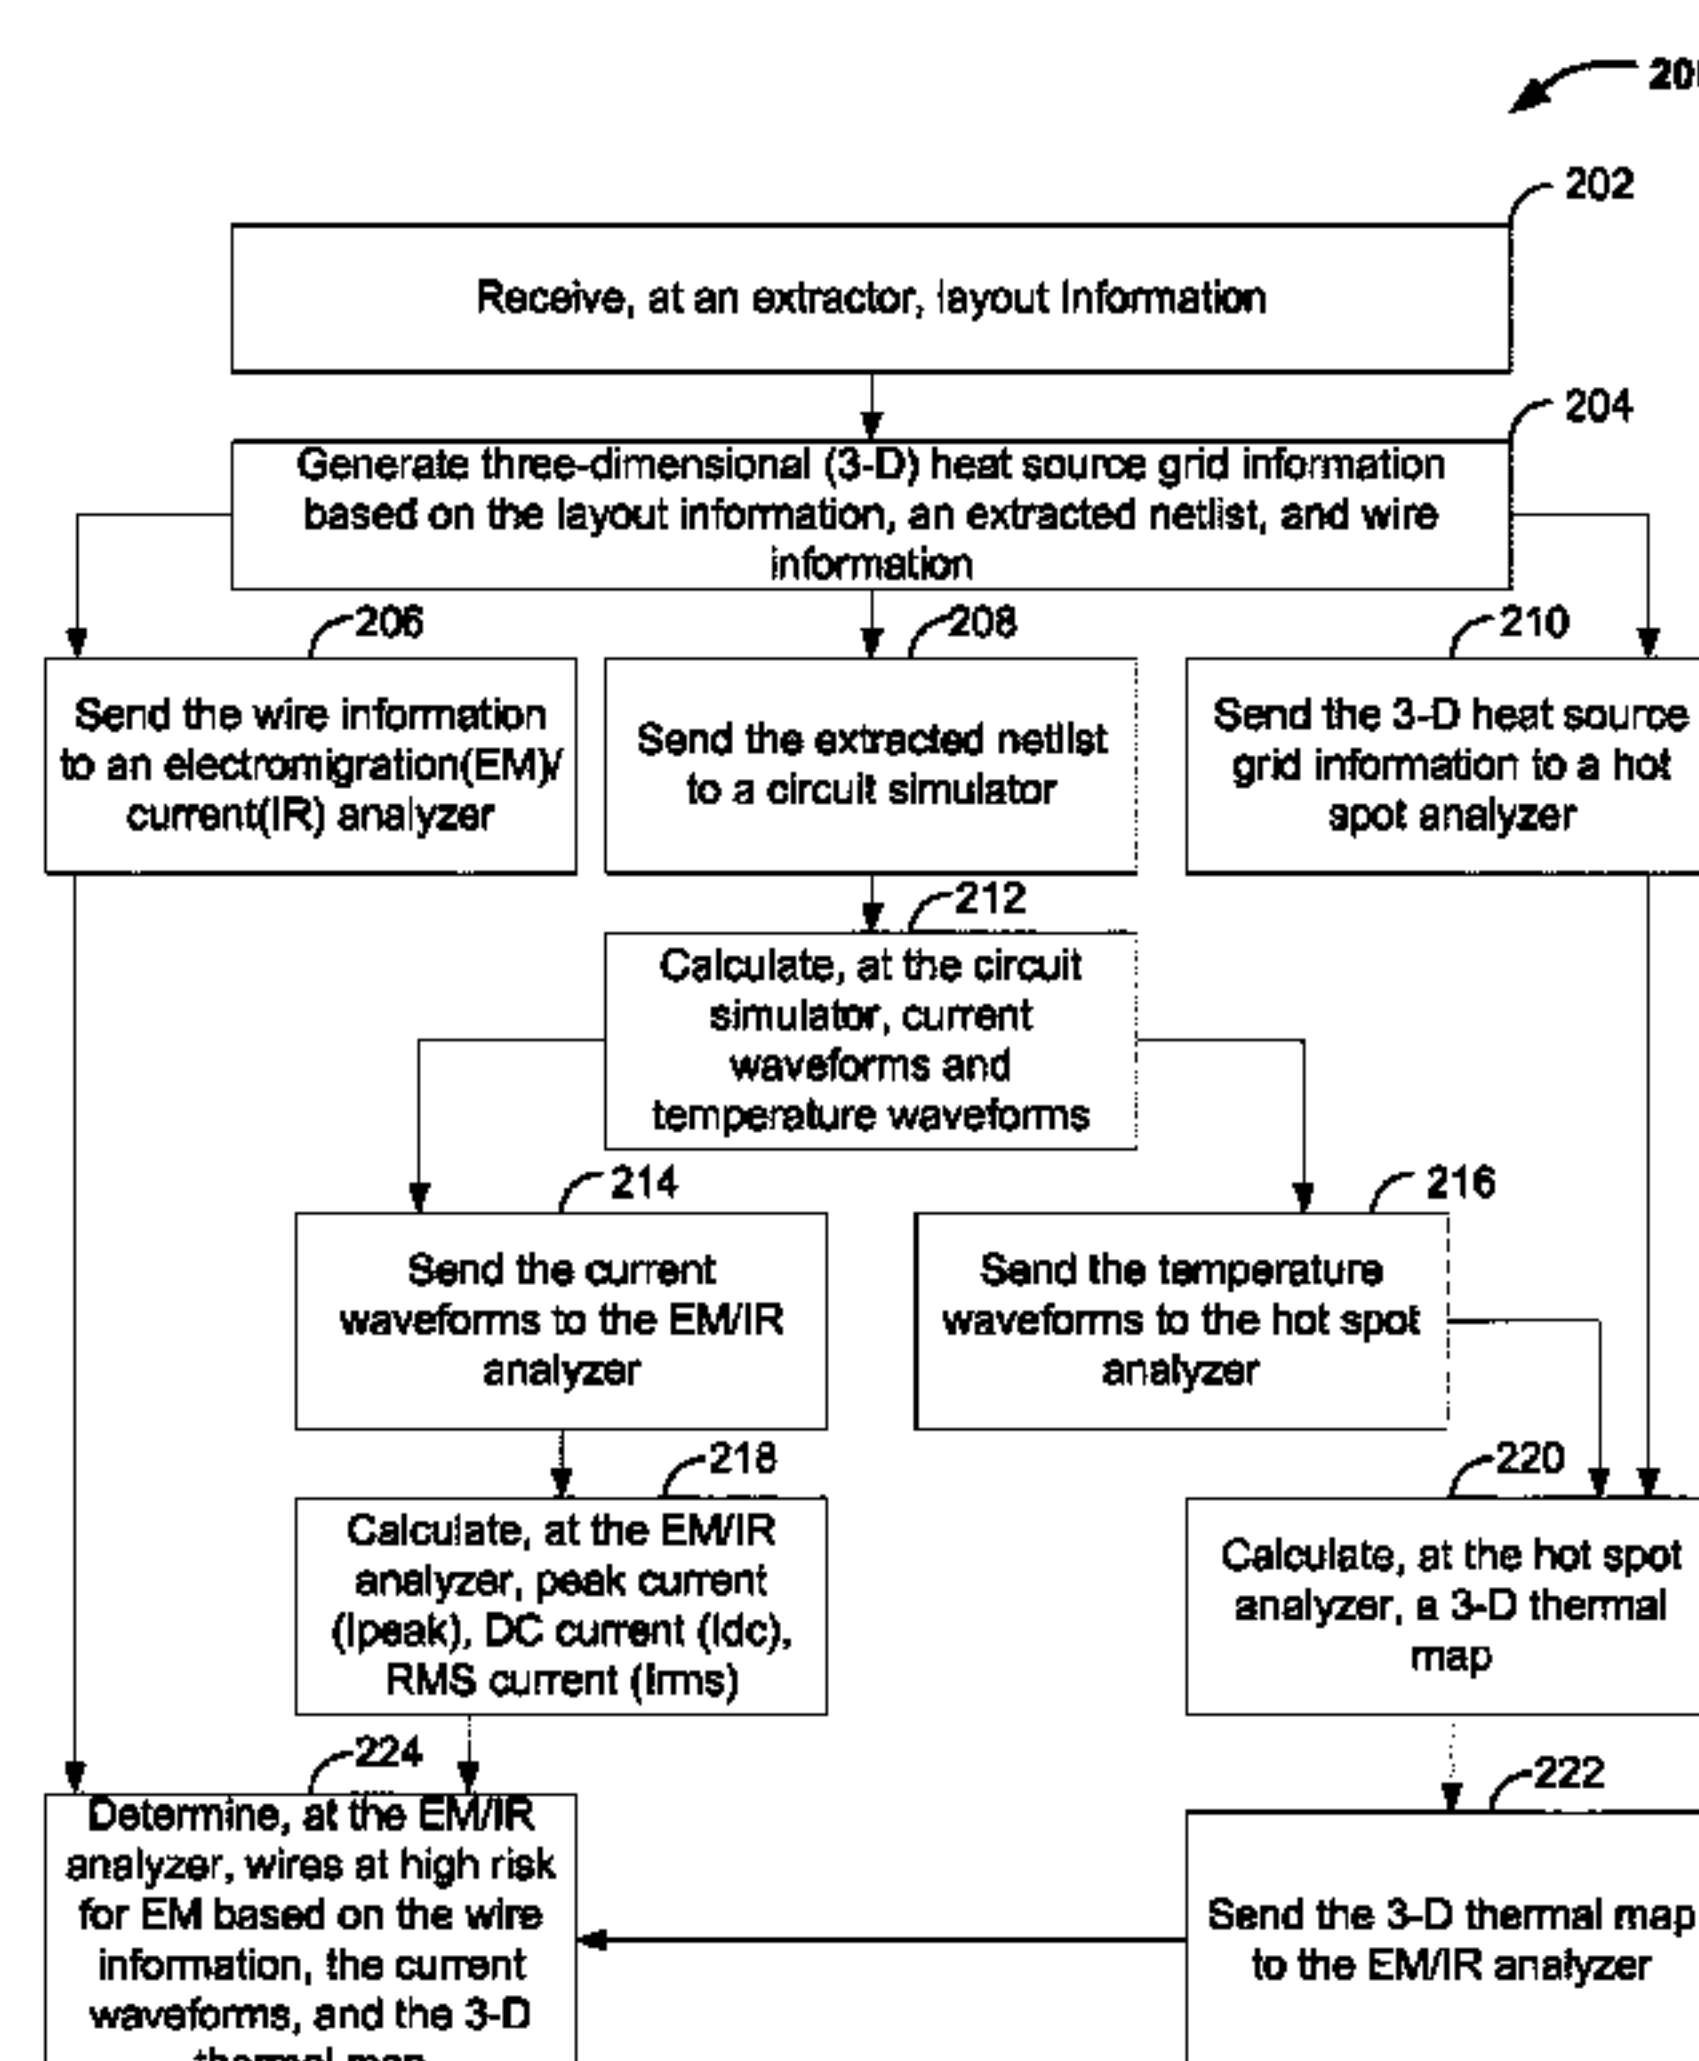 202
Receive, at an extractor, layout Information
204
Generate three-dimensional (3-D) heat source grid information
based on the layout information, an extracted netlist, and wire
information
206
Send the wire information
to an electromigration(EM)/
current(IR) analyzer
208
Send the extracted netlist
to a circuit simulator
210
Send the 3-D heat source
grid information to a hot
spot analyzer
212
Calculate, at the circuit
simulator, current
waveforms and
temperature waveforms
214
Send the current
waveforms to the EM/IR
analyzer
216
Send the temperature
waveforms to the hot spot
analyzer
218
Calculate, at the EM/IR
analyzer, peak current
(Ipeak), DC current (Idc),
RMS current (Irms)
220
Calculate, at the hot spot
analyzer, a 3-D thermal
map
222
Send the 3-D thermal map
to the EM/IR analyzer
224
Determine, at the EM/IR
analyzer, wires at high risk
for EM based on the wire
information, the current
waveforms, and the 3-D
thermal map